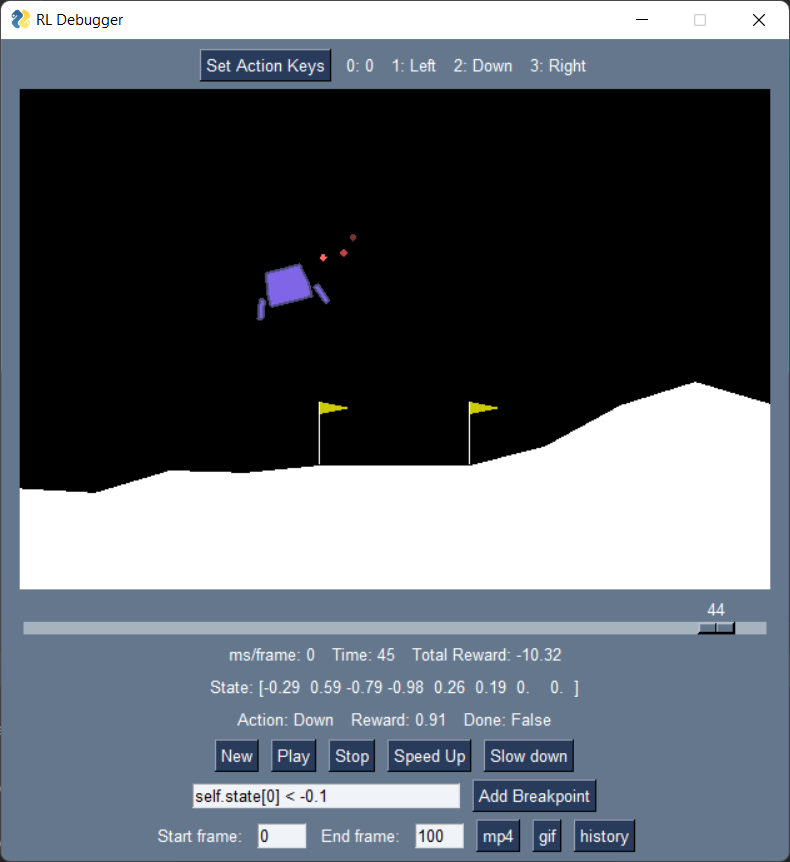 RL Debugger
Set Action Keys 0: 0 1: Left 2: Down 3: Right
44
ms/frame: 0 Time: 45 Total Reward: -10.32
State: [-0.29 0.59 -0.79 -0.98 0.26 0.19 0. 0. ]
Action: Down Reward: 0.91 Done: False
New Play Stop Speed Up Slow down
self.state[0] < -0.1 Add Breakpoint
Start frame: 0 End frame: 100 mp4 gif history